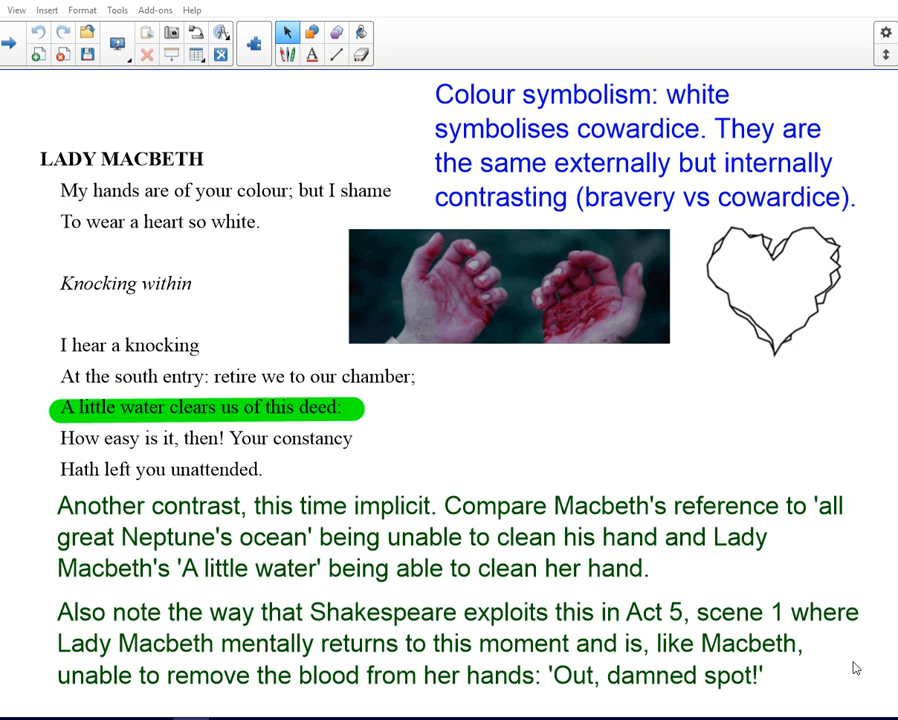 View Insert Format Tools Add-ons Help
Colour symbolism: white
symbolises cowardice. They are
the same externally but internally
contrasting (bravery vs cowardice).
LADY MACBETH
My hands are of your colour; but I shame
To wear a heart so white.
Knocking within
I hear a knocking
At the south entry: retire we to our chamber;
A little water clears us of this deed:
How easy is it, then! Your constancy
Hath left you unattended.
Another contrast, this time implicit. Compare Macbeth's reference to 'all
great Neptune's ocean' being unable to clean his hand and Lady
Macbeth's 'A little water' being able to clean her hand.
Also note the way that Shakespeare exploits this in Act 5, scene 1 where
Lady Macbeth mentally returns to this moment and is, like Macbeth,
unable to remove the blood from her hands: 'Out, damned spot!'